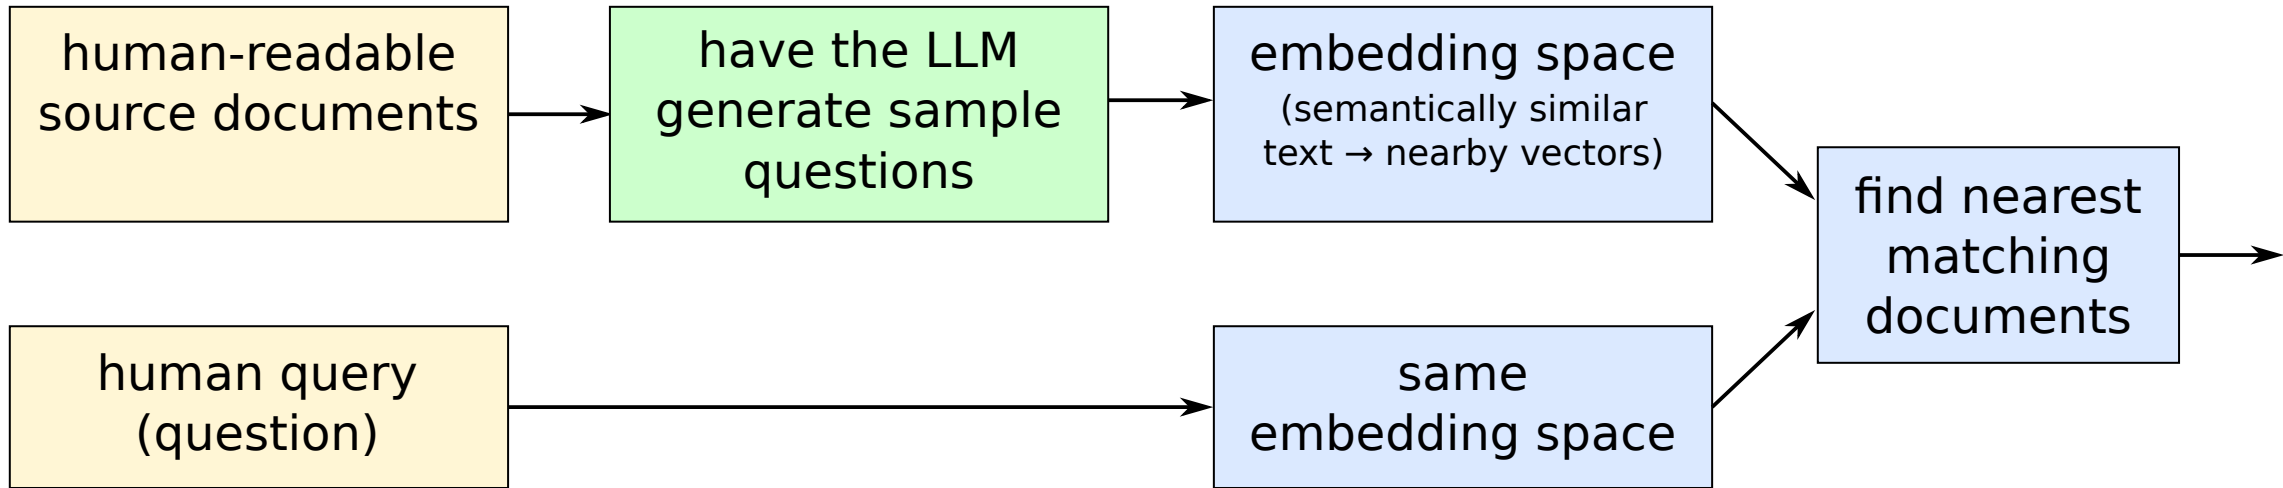 human-readable
source documents
have the LLM
generate sample
questions
embedding space
(semantically similar
text → nearby vectors)
find nearest
matching
documents
human query
(question)
same
embedding space